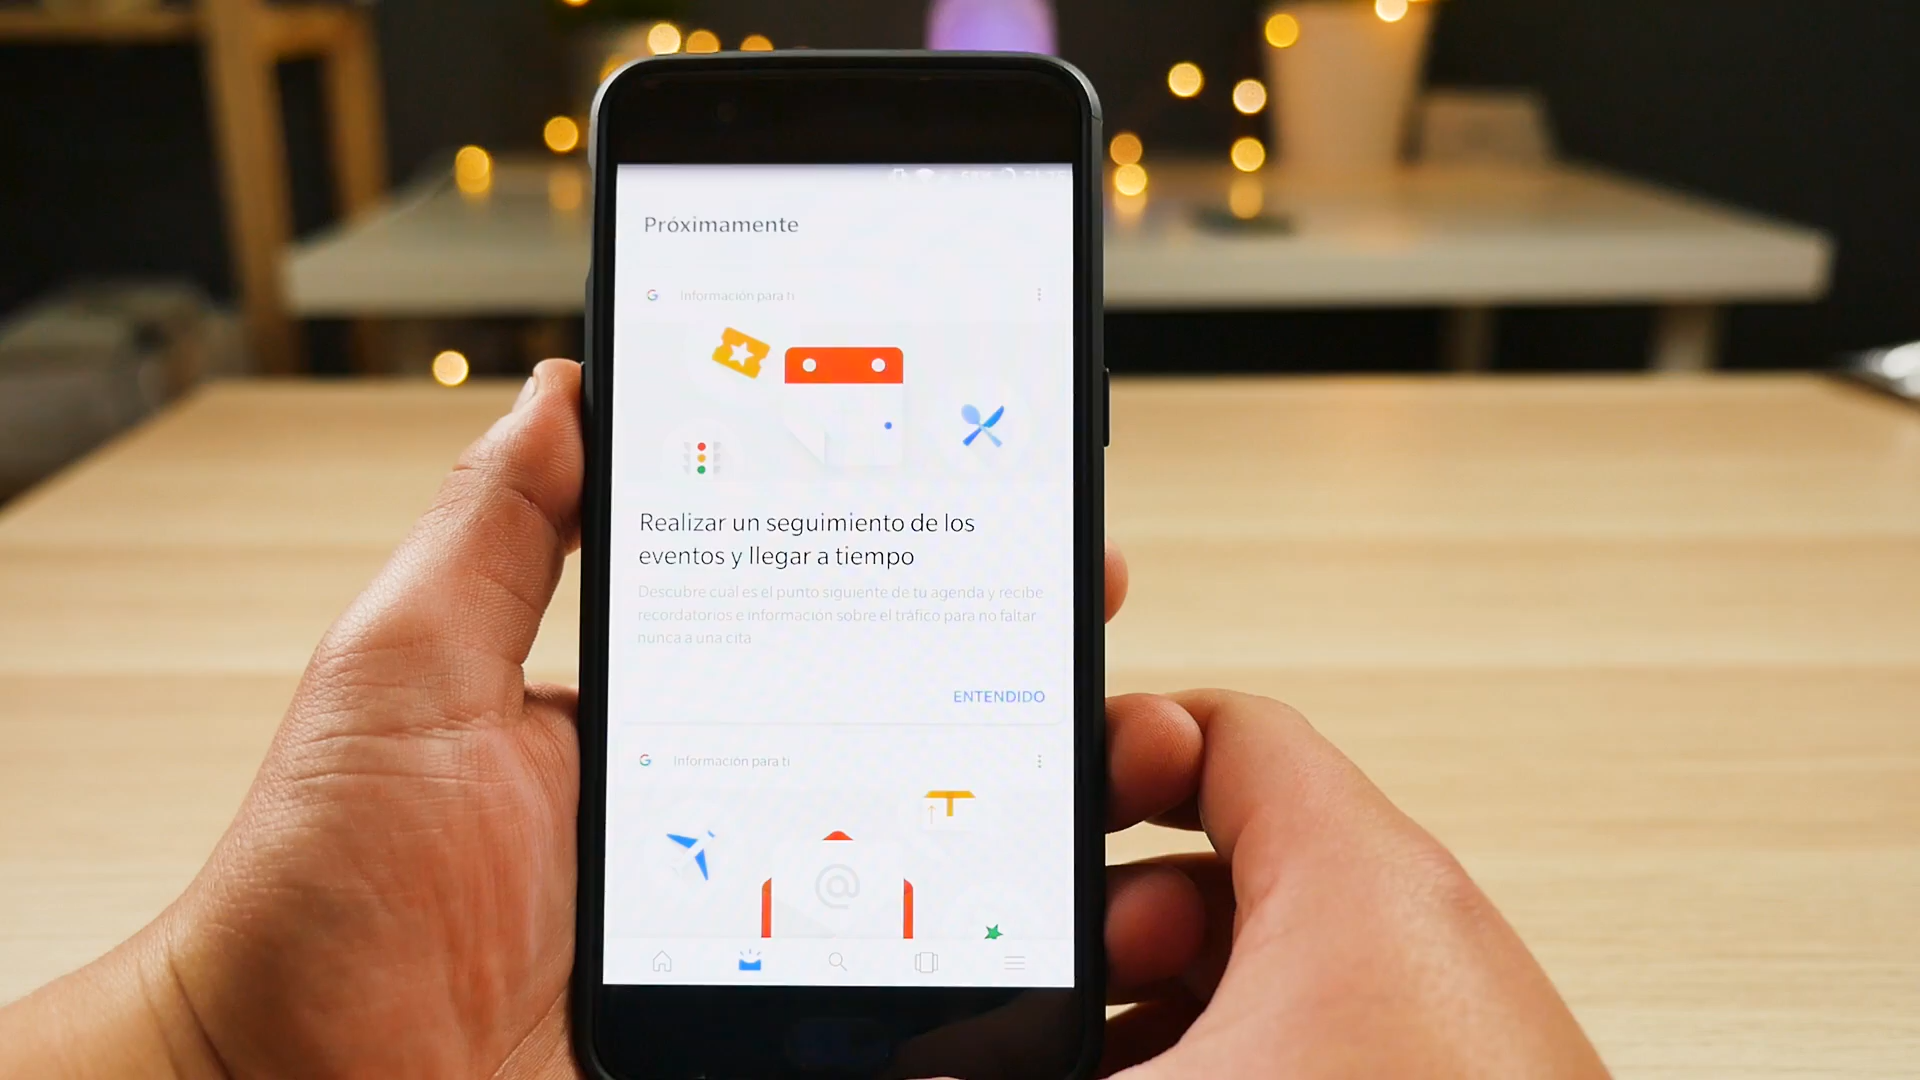 Próximamente
Información para ti
Realizar un seguimiento de los
eventos y llegar a tiempo
Descubre cuál es el punto siguiente de tu agenda y recibe
recordatorios e información sobre el tráfico para no faltar
nunca a una cita
ENTENDIDO
Información para ti
@